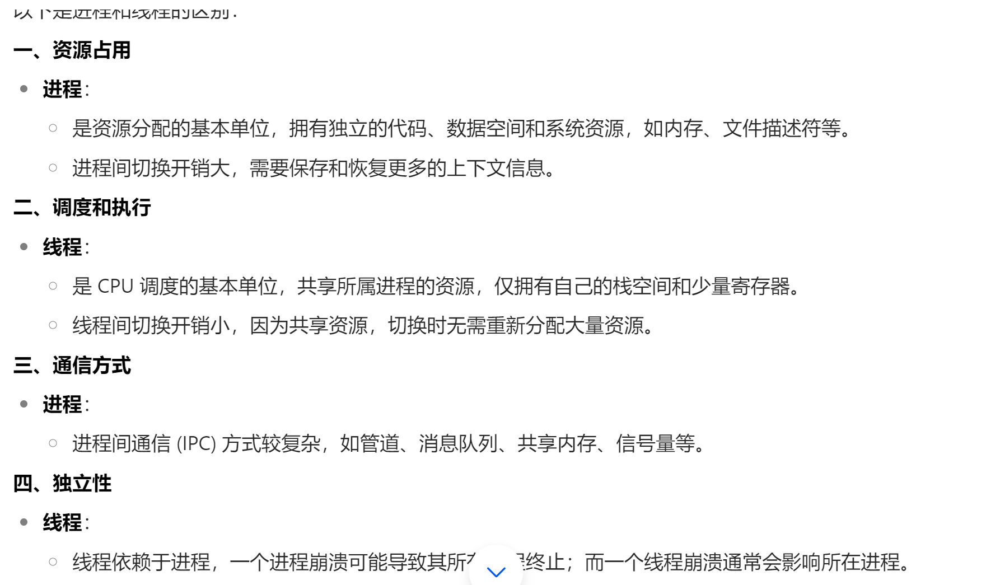 以下是进程和线程的区别：
一、资源占用
进程：
是资源分配的基本单位，拥有独立的代码、数据空间和系统资源，如内存、文件描述符等。
进程间切换开销大，需要保存和恢复更多的上下文信息。
二、调度和执行
线程：
是 CPU 调度的基本单位，共享所属进程的资源，仅拥有自己的栈空间和少量寄存器。
线程间切换开销小，因为共享资源，切换时无需重新分配大量资源。
三、通信方式
进程：
进程间通信 (IPC) 方式较复杂，如管道、消息队列、共享内存、信号量等。
四、独立性
线程：
线程依赖于进程，一个进程崩溃可能导致其所 终止；而一个线程崩溃通常会影响所在进程。